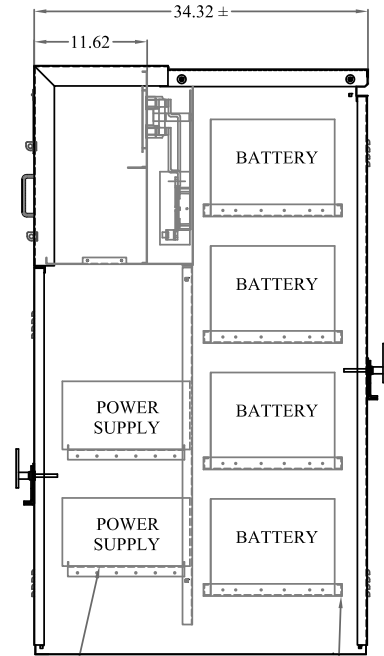 34.32 ±
11.62
BATTERY
BATTERY
BATTERY
POWER
SUPPLY
BATTERY
POWER
SUPPLY